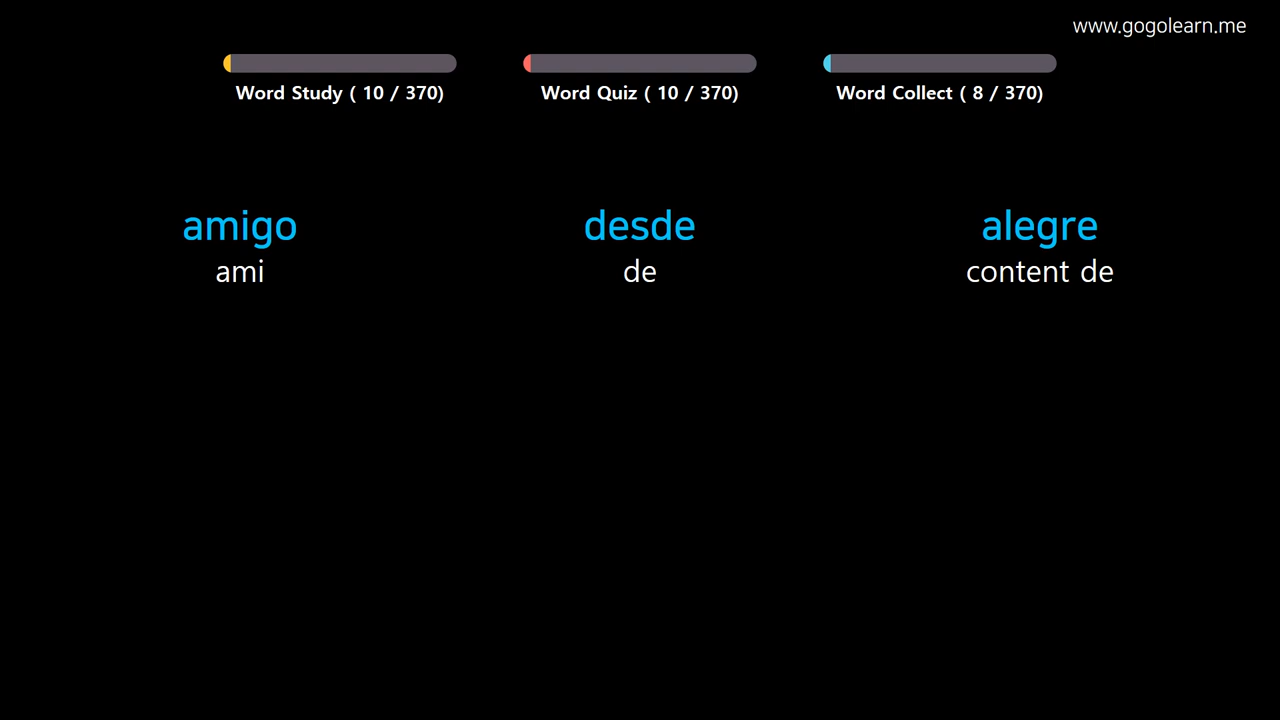 www.gogolearn.me
Word Study ( 10 / 370)
Word Quiz ( 10 / 370)
Word Collect ( 8 / 370)
amigo
ami
desde
de
alegre
content de